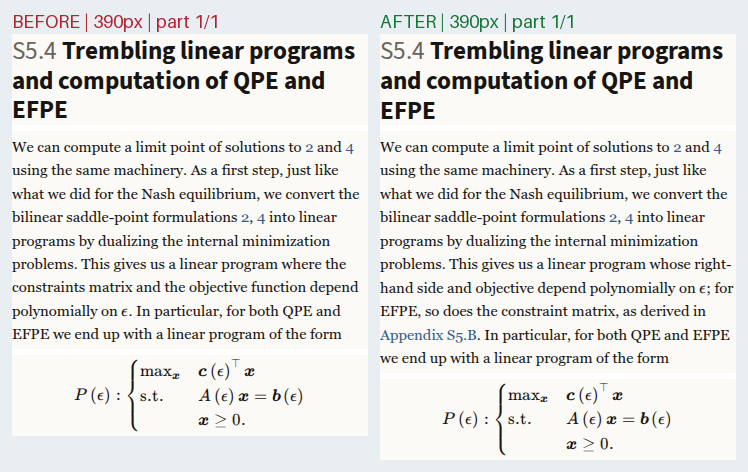 BEFORE | 390px | part 1/1
S5.4 Trembling linear programs
and computation of QPE and
EFPE
We can compute a limit point of solutions to 2 and 4
using the same machinery. As a first step, just like
what we did for the Nash equilibrium, we convert the
bilinear saddle-point formulations 2, 4 into linear
programs by dualizing the internal minimization
problems. This gives us a linear program where the
constraints matrix and the objective function depend
polynomially on ϵ. In particular, for both QPE and
EFPE we end up with a linear program of the form
max𝒙 𝒄 (ϵ)⊤ 𝒙
P (ϵ) : { s.t. A (ϵ) 𝒙 = 𝒃 (ϵ)
𝒙 ≥ 0.
AFTER | 390px | part 1/1
S5.4 Trembling linear programs
and computation of QPE and
EFPE
We can compute a limit point of solutions to 2 and 4
using the same machinery. As a first step, just like
what we did for the Nash equilibrium, we convert the
bilinear saddle-point formulations 2, 4 into linear
programs by dualizing the internal minimization
problems. This gives us a linear program whose right-
hand side and objective depend polynomially on ϵ; for
EFPE, so does the constraint matrix, as derived in
Appendix S5.B. In particular, for both QPE and EFPE
we end up with a linear program of the form
max𝒙 𝒄 (ϵ)⊤ 𝒙
P (ϵ) : { s.t. A (ϵ) 𝒙 = 𝒃 (ϵ)
𝒙 ≥ 0.